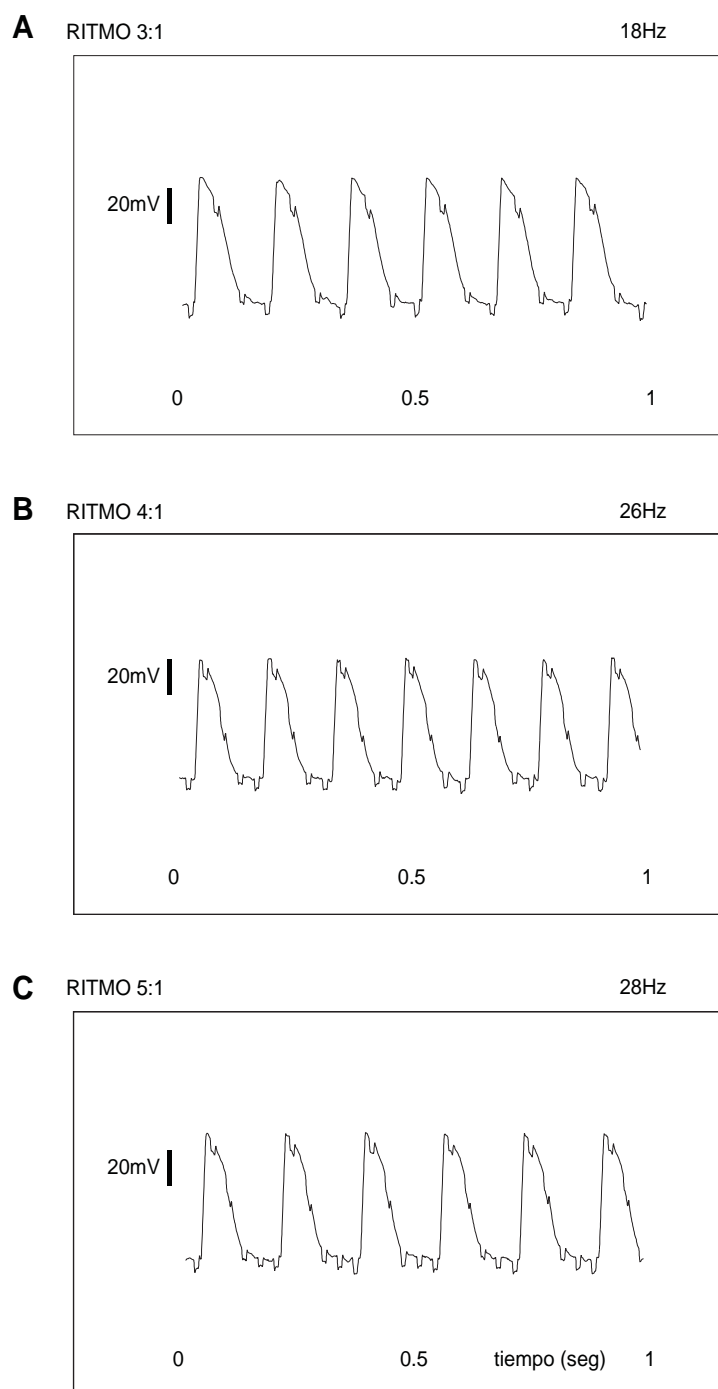 A RITMO 3:1 18Hz
20mV
0 0.5 1
B RITMO 4:1 26Hz
20mV
0 0.5 1
C RITMO 5:1 28Hz
20mV
0 0.5 tiempo (seg) 1